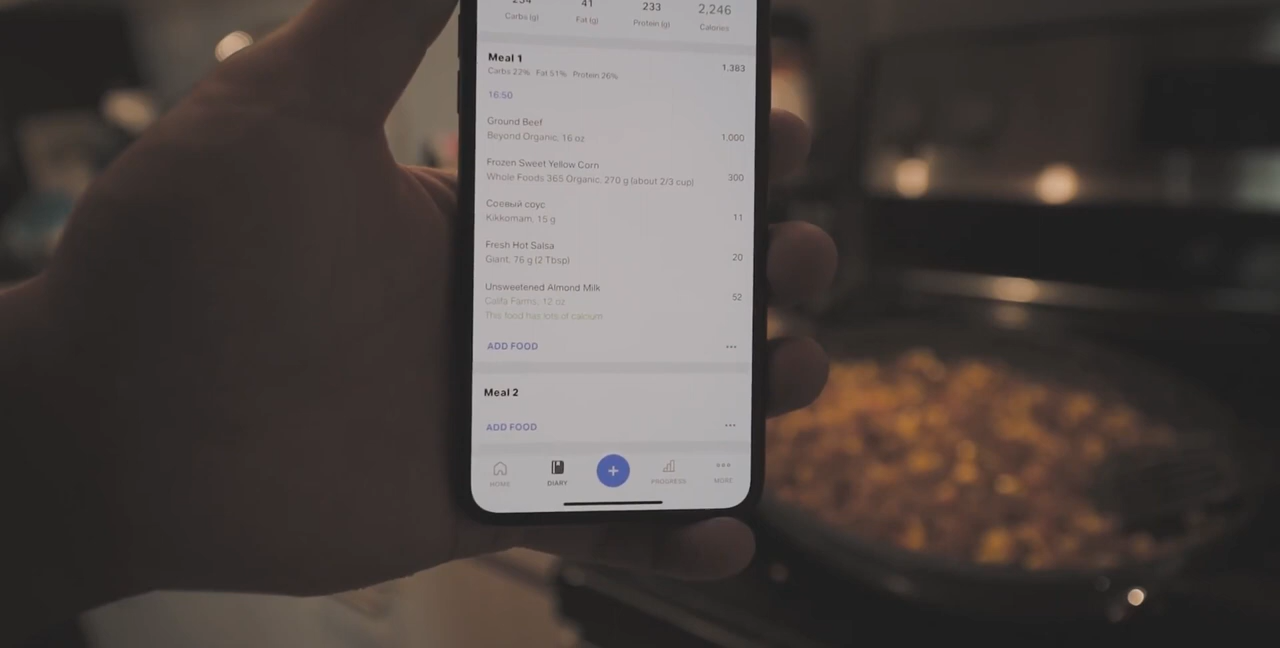 41 233 2,246
Carbs (g) Fat (g) Protein (g) Calories
Meal 1 1,383
Carbs 22% Fat 51% Protein 26%
16:50
Ground Beef
Beyond Organic, 16 oz 1,000
Frozen Sweet Yellow Corn
Whole Foods 365 Organic, 270 g (about 2/3 cup) 300
Соевый соус
Kikkomam, 15 g 11
Fresh Hot Salsa
Giant, 76 g (2 Tbsp) 20
Unsweetened Almond Milk
Califa Farms, 12 oz 52
This food has lots of calcium
ADD FOOD
Meal 2
ADD FOOD
HOME DIARY PROGRESS MORE